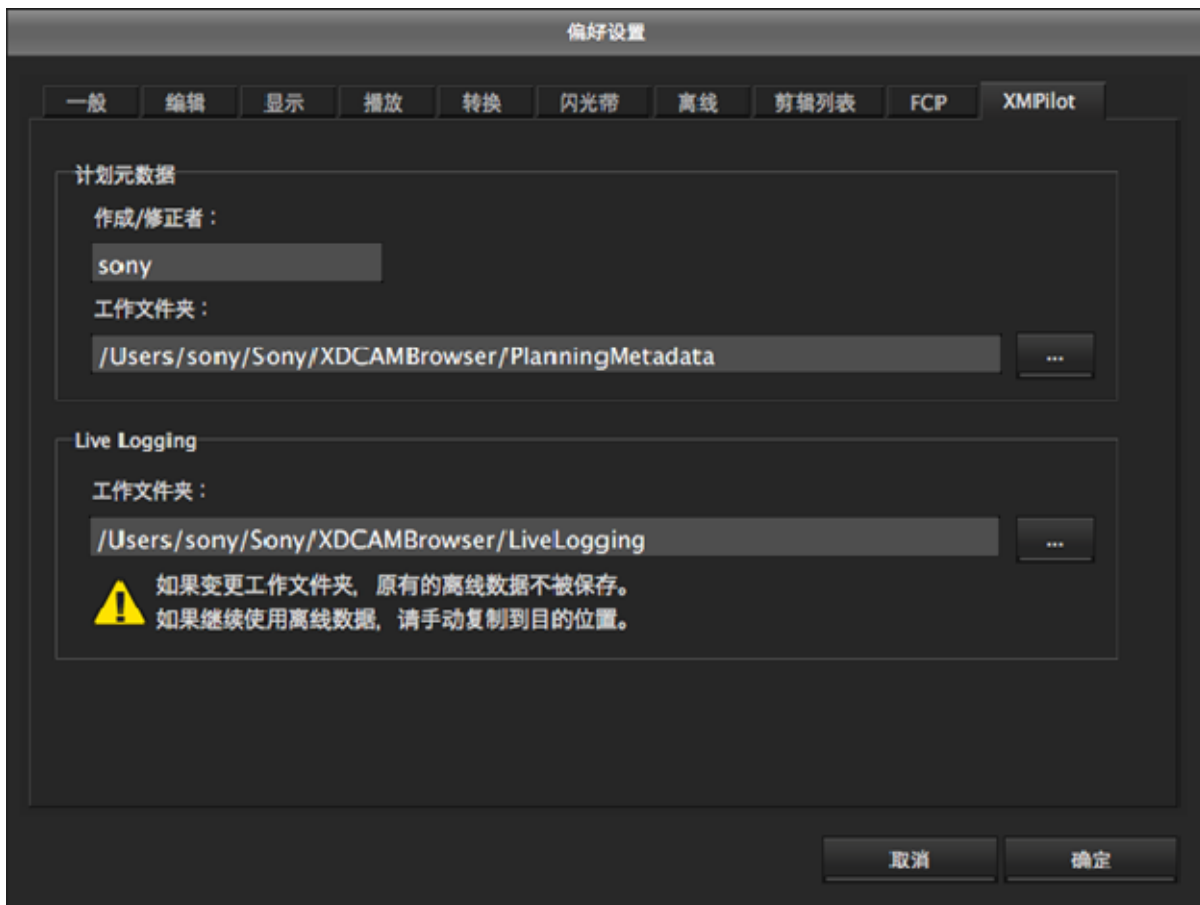 偏好设置
一般 编辑 显示 播放 转换 闪光带 离线 剪辑列表 FCP XMPilot
计划元数据
作成/修正者：
sony
工作文件夹：
/Users/sony/Sony/XDCAMBrowser/PlanningMetadata ...
Live Logging
工作文件夹：
/Users/sony/Sony/XDCAMBrowser/LiveLogging ...
如果变更工作文件夹，原有的离线数据不被保存。
如果继续使用离线数据，请手动复制到目的位置。
取消 确定